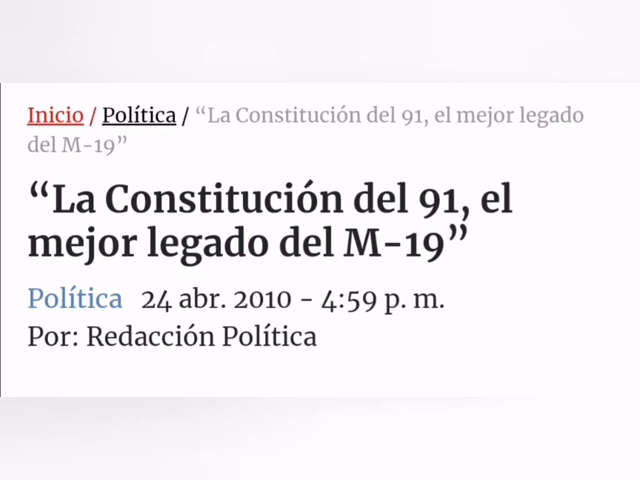 Inicio / Política / “La Constitución del 91, el mejor legado
del M-19”
“La Constitución del 91, el
mejor legado del M-19”
Política 24 abr. 2010 - 4:59 p. m.
Por: Redacción Política